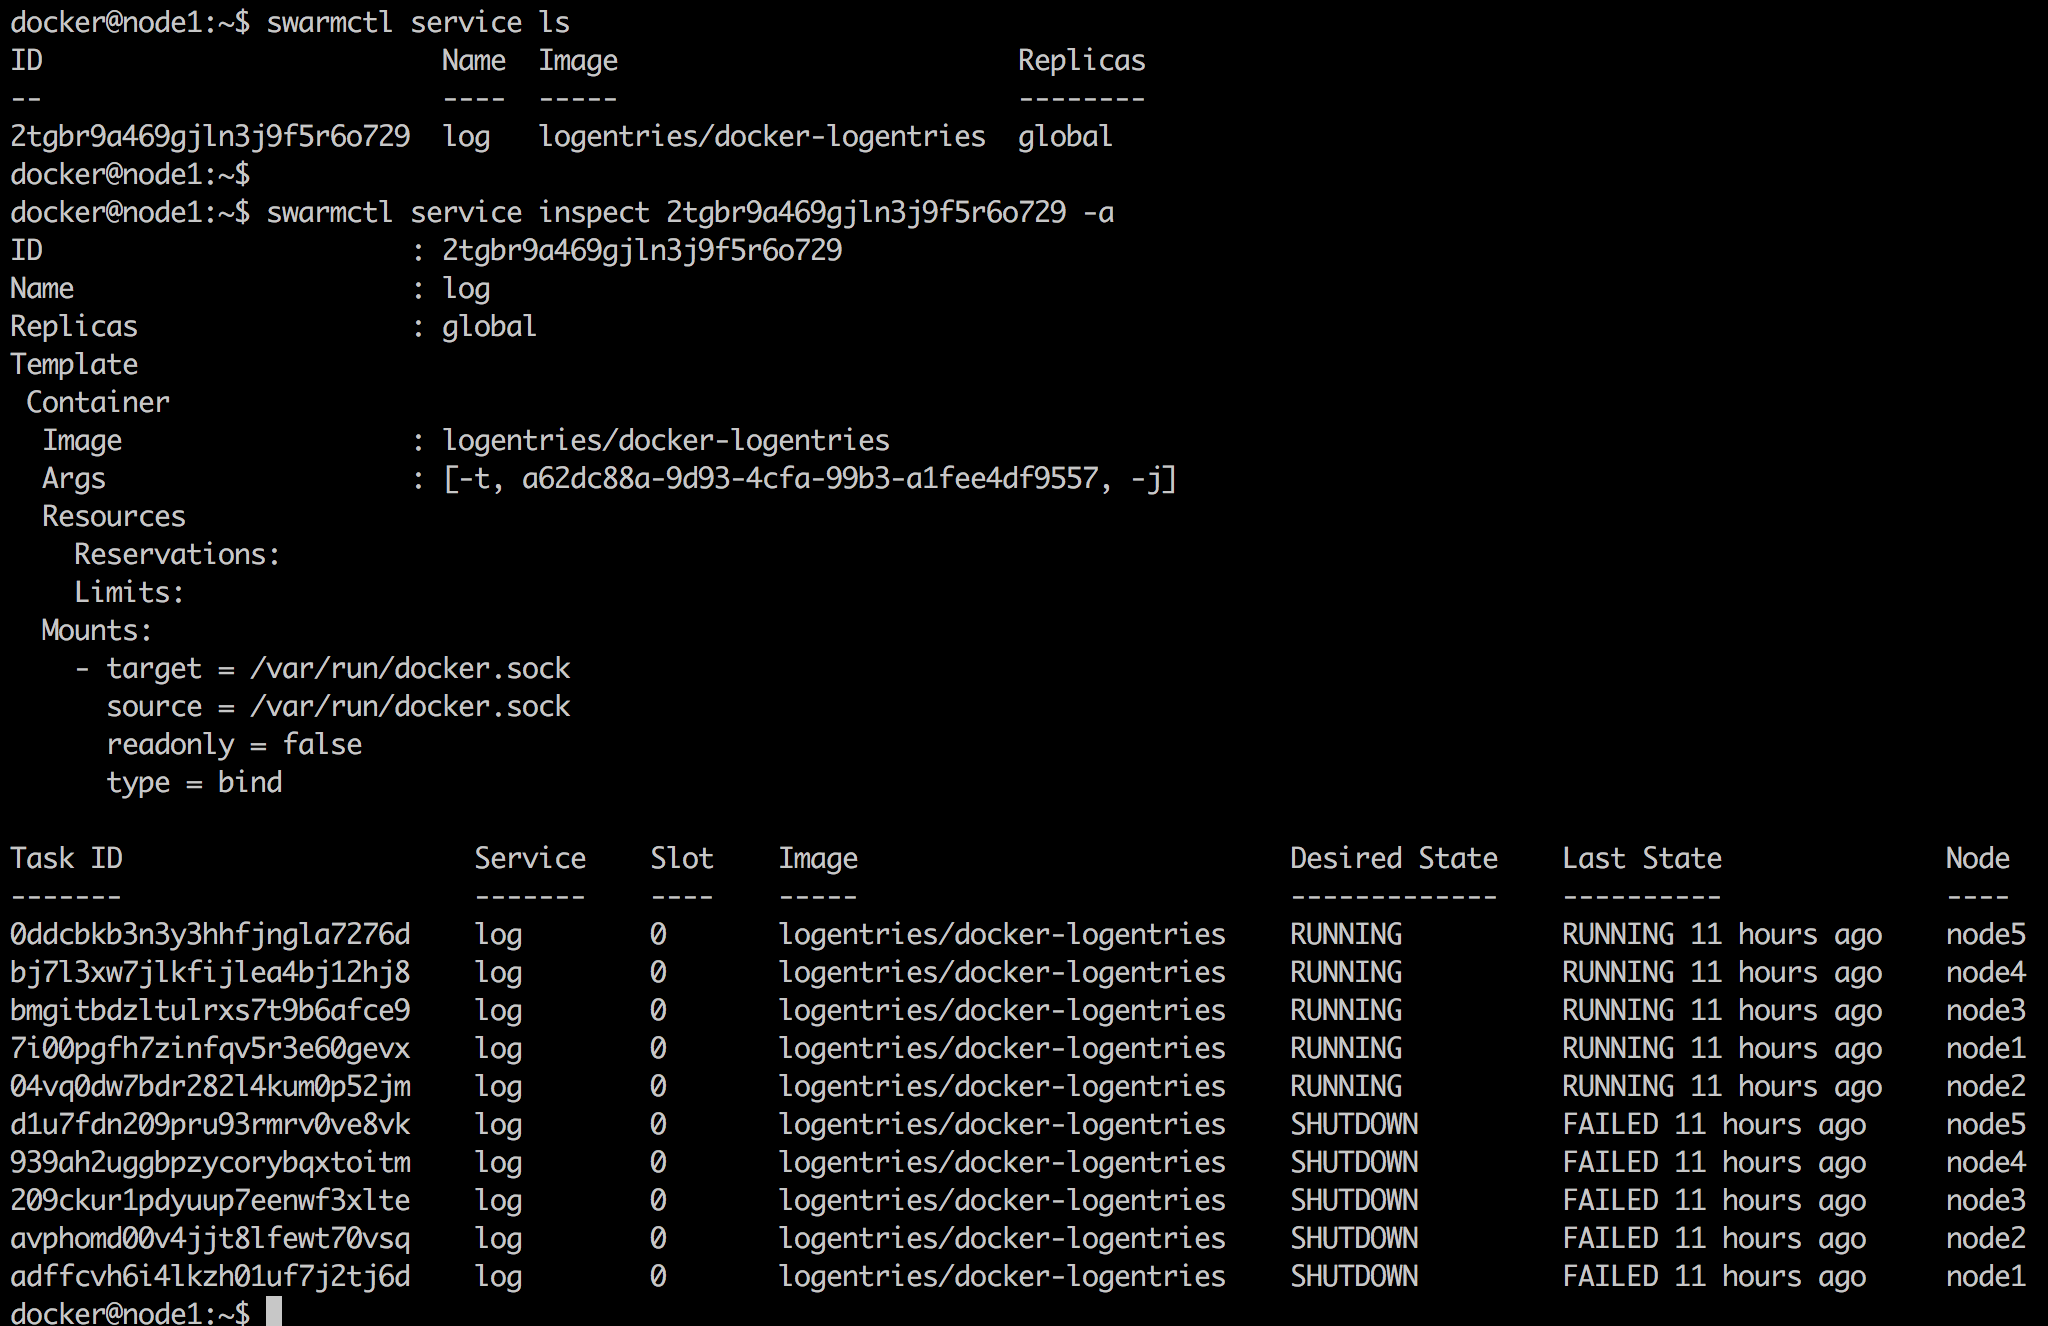 docker@node1:~$ swarmctl service ls
ID                         Name  Image                         Replicas
--                         ----  -----                         --------
2tgbr9a469gjln3j9f5r6o729  log   logentries/docker-logentries  global
docker@node1:~$
docker@node1:~$ swarmctl service inspect 2tgbr9a469gjln3j9f5r6o729 -a
ID                       : 2tgbr9a469gjln3j9f5r6o729
Name                     : log
Replicas                 : global
Template
 Container
  Image                  : logentries/docker-logentries
  Args                   : [-t, a62dc88a-9d93-4cfa-99b3-a1fee4df9557, -j]
  Resources
    Reservations:
    Limits:
  Mounts:
    - target = /var/run/docker.sock
      source = /var/run/docker.sock
      readonly = false
      type = bind

Task ID                      Service    Slot    Image                           Desired State    Last State              Node
-------                      -------    ----    -----                           -------------    ----------              ----
0ddcbkb3n3y3hhfjngla7276d    log        0       logentries/docker-logentries    RUNNING          RUNNING 11 hours ago    node5
bj7l3xw7jlkfijlea4bj12hj8    log        0       logentries/docker-logentries    RUNNING          RUNNING 11 hours ago    node4
bmgitbdzltulrxs7t9b6afce9    log        0       logentries/docker-logentries    RUNNING          RUNNING 11 hours ago    node3
7i00pgfh7zinfqv5r3e60gevx    log        0       logentries/docker-logentries    RUNNING          RUNNING 11 hours ago    node1
04vq0dw7bdr282l4kum0p52jm    log        0       logentries/docker-logentries    RUNNING          RUNNING 11 hours ago    node2
d1u7fdn209pru93rmrv0ve8vk    log        0       logentries/docker-logentries    SHUTDOWN         FAILED 11 hours ago     node5
939ah2uggbpzycorybqxtoitm    log        0       logentries/docker-logentries    SHUTDOWN         FAILED 11 hours ago     node4
209ckur1pdyuup7eenwf3xlte    log        0       logentries/docker-logentries    SHUTDOWN         FAILED 11 hours ago     node3
avphomd00v4jjt8lfewt70vsq    log        0       logentries/docker-logentries    SHUTDOWN         FAILED 11 hours ago     node2
adffcvh6i4lkzh01uf7j2tj6d    log        0       logentries/docker-logentries    SHUTDOWN         FAILED 11 hours ago     node1
docker@node1:~$